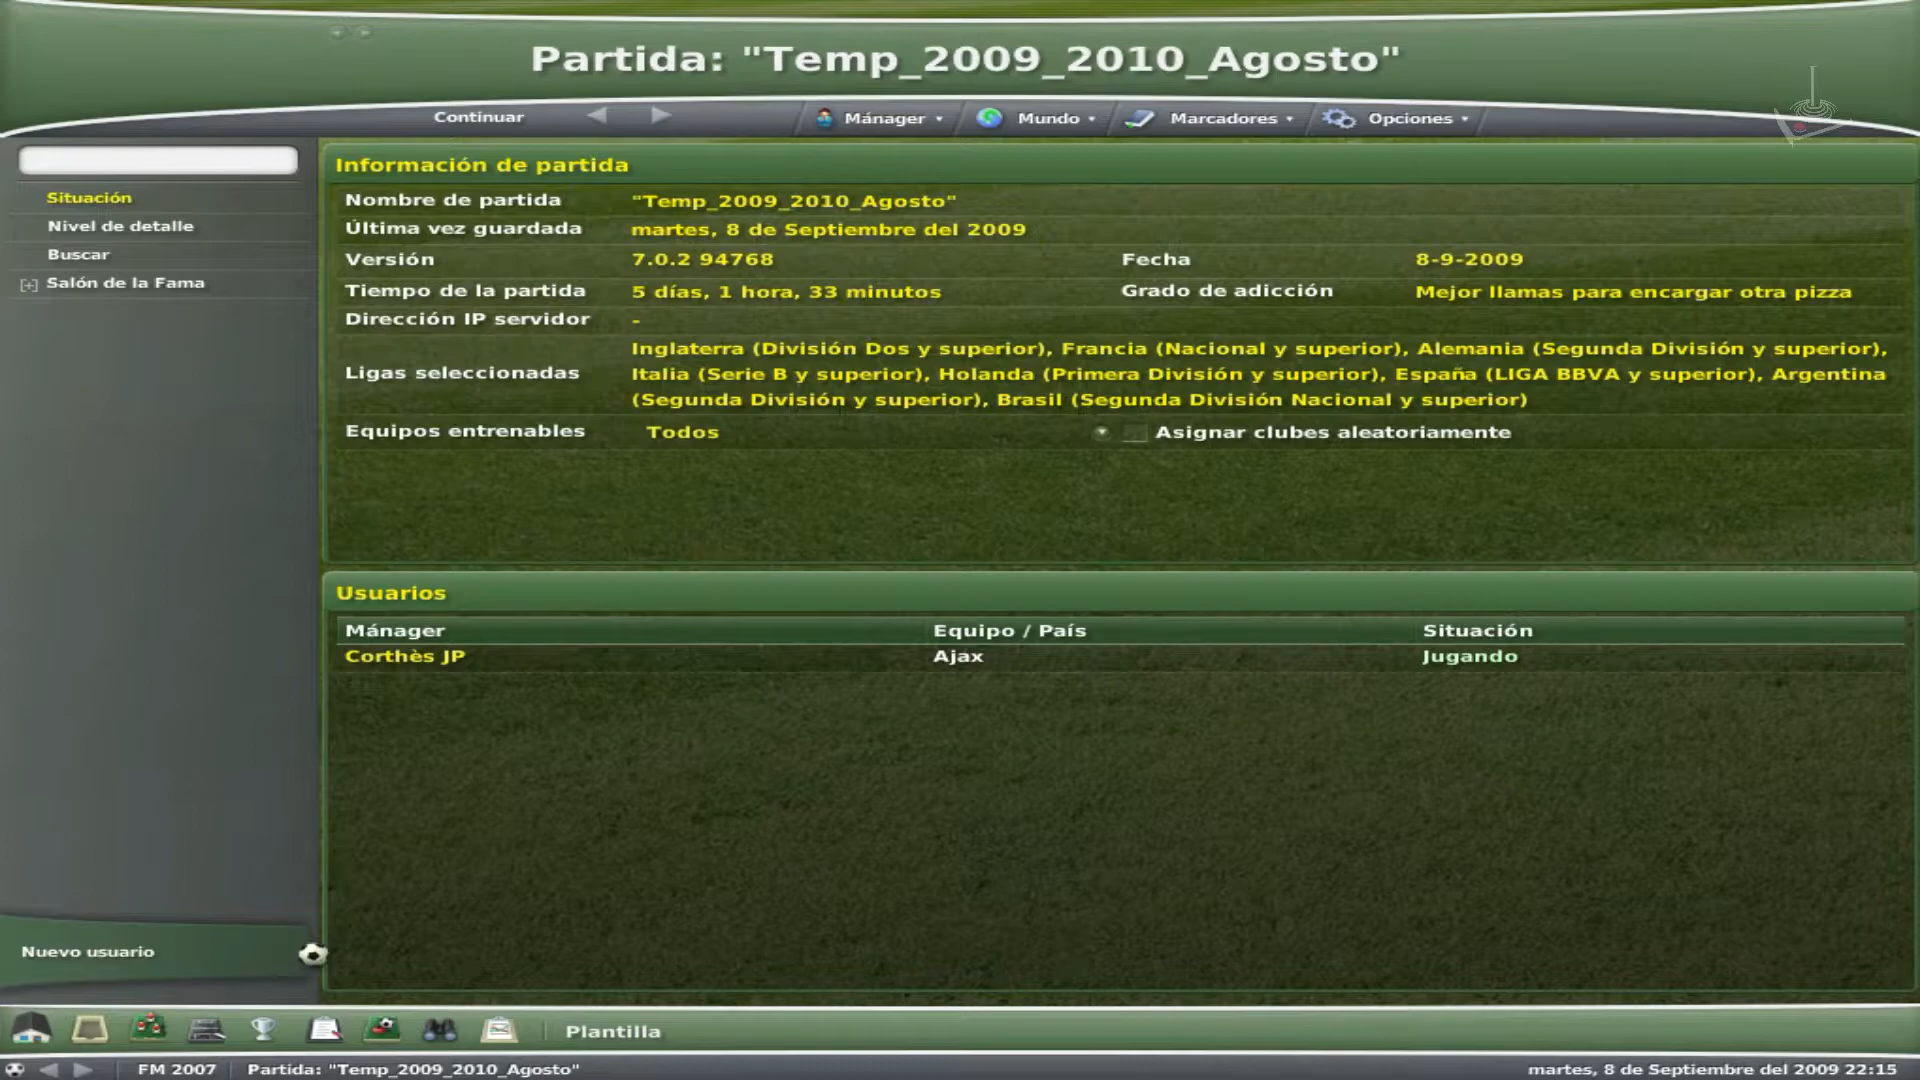 Partida: "Temp_2009_2010_Agosto"
Continuar
Mánager
Mundo
Marcadores
Opciones
Situación
Nivel de detalle
Buscar
[+] Salón de la Fama
Información de partida
Nombre de partida "Temp_2009_2010_Agosto"
Última vez guardada martes, 8 de Septiembre del 2009
Versión 7.0.2 94768 Fecha 8-9-2009
Tiempo de la partida 5 días, 1 hora, 33 minutos Grado de adicción Mejor llamas para encargar otra pizza
Dirección IP servidor -
Ligas seleccionadas
Inglaterra (División Dos y superior), Francia (Nacional y superior), Alemania (Segunda División y superior),
Italia (Serie B y superior), Holanda (Primera División y superior), España (LIGA BBVA y superior), Argentina
(Segunda División y superior), Brasil (Segunda División Nacional y superior)
Equipos entrenables Todos Asignar clubes aleatoriamente
Usuarios
Mánager Equipo / País Situación
Corthès JP Ajax Jugando
Nuevo usuario
Plantilla
FM 2007 Partida: "Temp_2009_2010_Agosto" martes, 8 de Septiembre del 2009 22:15